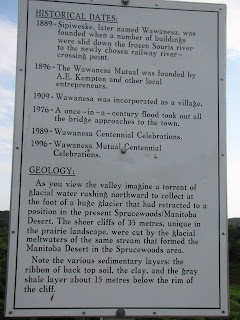 HISTORICAL DATES:
1889-Sipiweske, later named Wawanesa, was
founded when a number of buildings
were slid down the frozen Souris river
to the newly chosen railway river-
crossing point.
1896-The Wawanesa Mutual was founded by
A.E. Kempton and other local
entrepreneurs.
1909-Wawanesa was incorporated as a village.
1976-A once-in-a-century flood took out all
the bridge approaches to the town.
1989-Wawanesa Centennial Celebrations.
1996-Wawanesa Mutual Centennial
Celebrations.
GEOLOGY:
As you view the valley imagine a torrent of
glacial water rushing northward to collect at
the foot of a huge glacier that had retracted to a
position in the present Sprucewoods/Manitoba
Desert. The sheer cliffs of 35 metres, unique in
the prairie landscape, were cut by the glacial
meltwaters of the same stream that formed the
Manitoba Desert in the Sprucewoods area.
Note the various sedimentary layers: the
ribbon of back top soil, the clay, and the gray
shale layer about 15 metres below the rim of
the cliff.